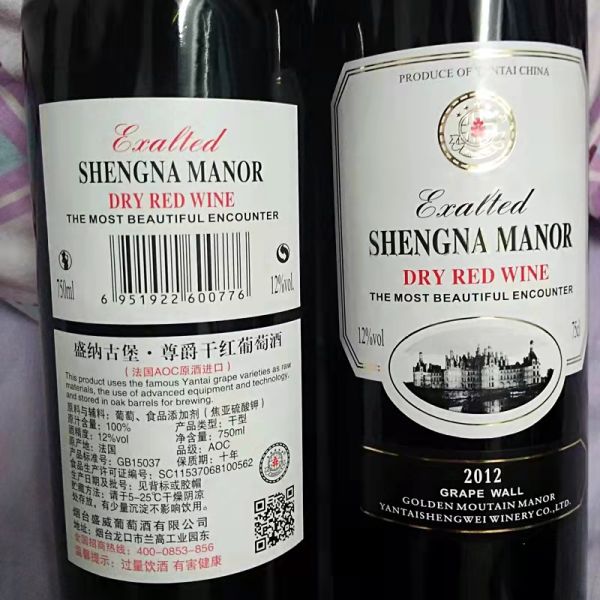 Exalted
SHENGNA MANOR
DRY RED WINE
THE MOST BEAUTIFUL ENCOUNTER
750ml
6 951922 600776
12%vol.
盛纳古堡·尊爵干红葡萄酒
(法国AOC原酒进口)
This product uses the famous Yantai grape varieties as raw
materials, the use of advanced equipment and technology,
and stored in oak barrels for brewing.
原料与辅料:葡萄、食品添加剂(焦亚硫酸钾)
原汁含量:100% 产品类型:干型
酒精度:12%vol 净含量:750ml
原产地:法国 品级:AOC
产品标准号:GB15037 保质期:十年
食品生产许可证编号:SC11537068100562
生产日期及批号:见背标或胶帽
贮藏方法:请于5-25℃干燥阴凉
处存放,有少量沉淀不影响饮用。
烟台盛威葡萄酒有限公司
地址:烟台龙口市兰高工业园东
全国招商热线:400-0853-856
温馨提示:过量饮酒 有害健康
PRODUCE OF YANTAI CHINA
Exalted
SHENGNA MANOR
DRY RED WINE
THE MOST BEAUTIFUL ENCOUNTER
12%vol
75cl
2012
GRAPE WALL
GOLDEN MOUTAIN MANOR
YANTAISHENGWEI WINERY CO.,LTD.